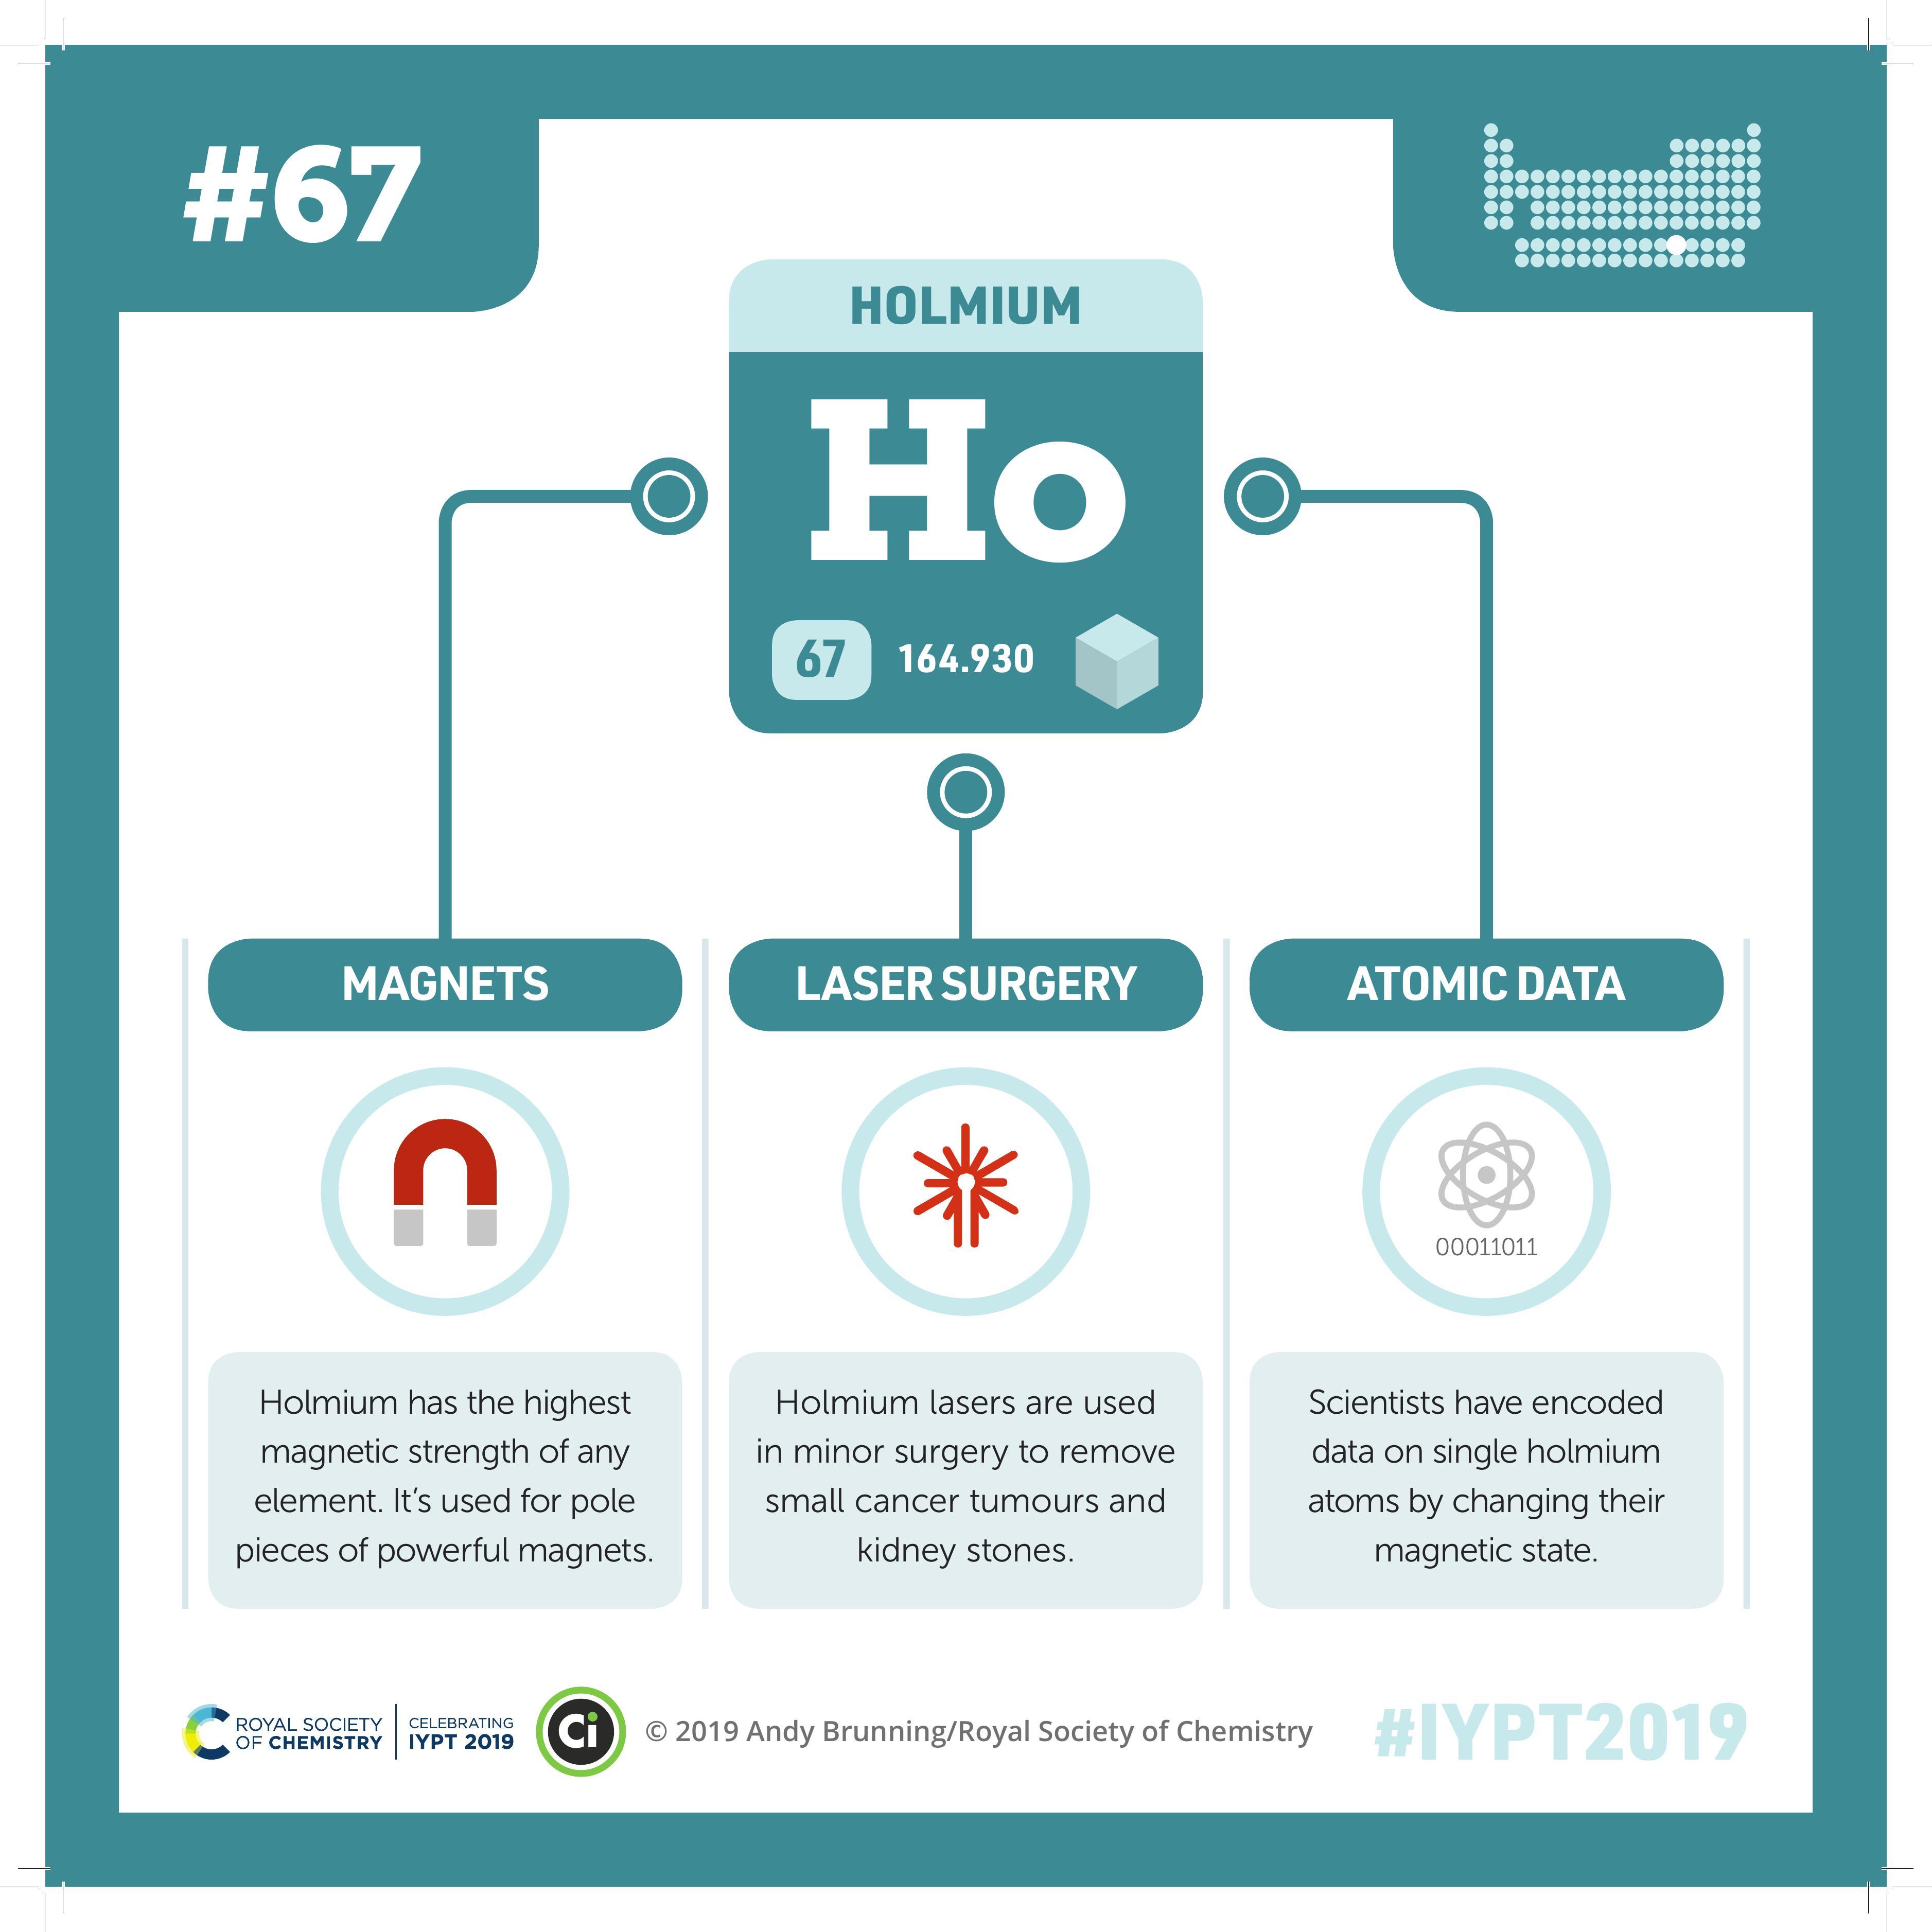 #67
HOLMIUM
Ho
67 164.930
MAGNETS
LASER SURGERY
ATOMIC DATA
00011011
Holmium has the highest
magnetic strength of any
element. It’s used for pole
pieces of powerful magnets.
Holmium lasers are used
in minor surgery to remove
small cancer tumours and
kidney stones.
Scientists have encoded
data on single holmium
atoms by changing their
magnetic state.
ROYAL SOCIETY
OF CHEMISTRY
CELEBRATING
IYPT 2019
Ci
© 2019 Andy Brunning/Royal Society of Chemistry
#IYPT2019